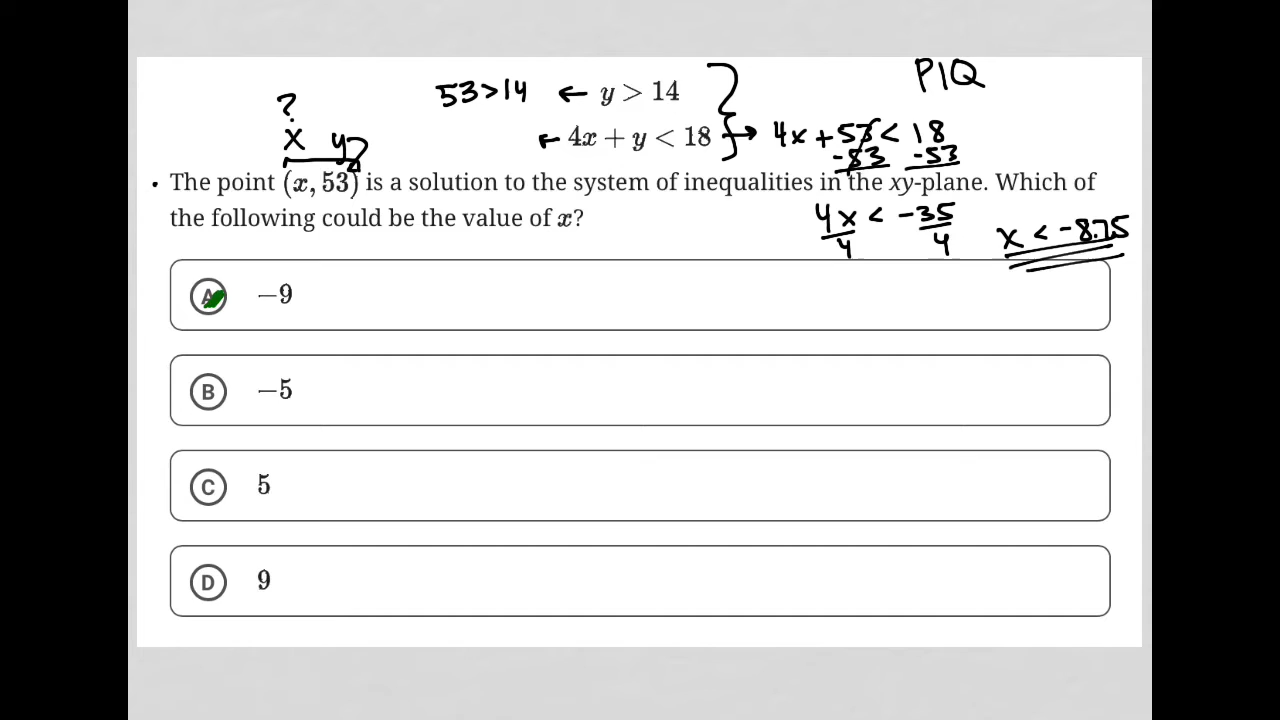 PIQ
53>14 ← y > 14
?
x y
← 4x + y < 18 → 4x + 53 < 18
-53 -53
• The point (x, 53) is a solution to the system of inequalities in the xy-plane. Which of
the following could be the value of x?
4x < -35
4 4
x < -8.75
A −9
B −5
C 5
D 9